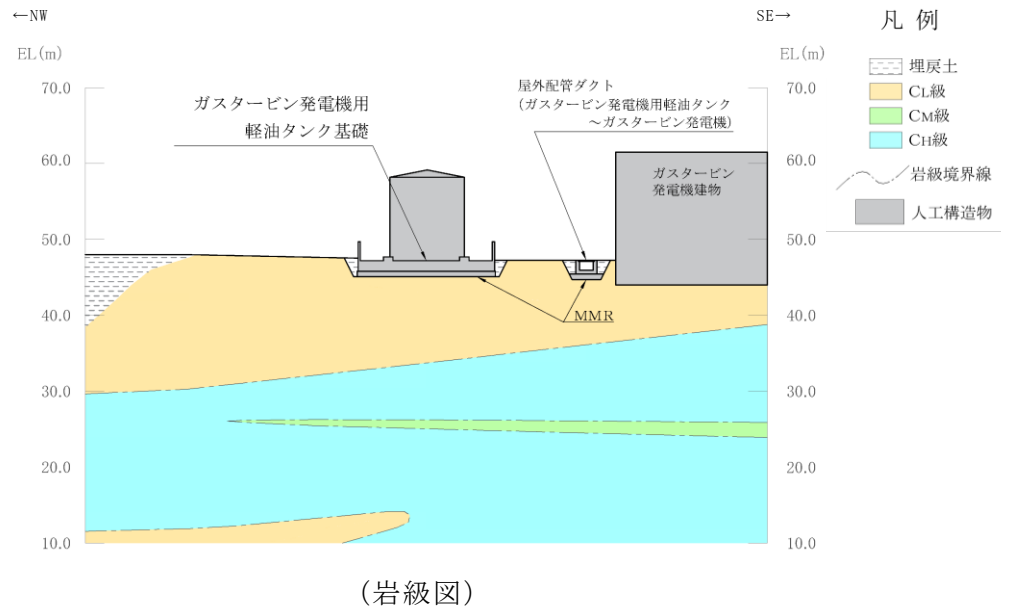 ←NW
SE→
凡 例
EL(m)
EL(m)
埋戻土
CL級
CM級
CH級
岩級境界線
人工構造物
70.0
60.0
50.0
40.0
30.0
20.0
10.0
ガスタービン発電機用
軽油タンク基礎
屋外配管ダクト
(ガスタービン発電機用軽油タンク
～ガスタービン発電機)
ガスタービン
発電機建物
MMR
70.0
60.0
50.0
40.0
30.0
20.0
10.0
(岩級図)